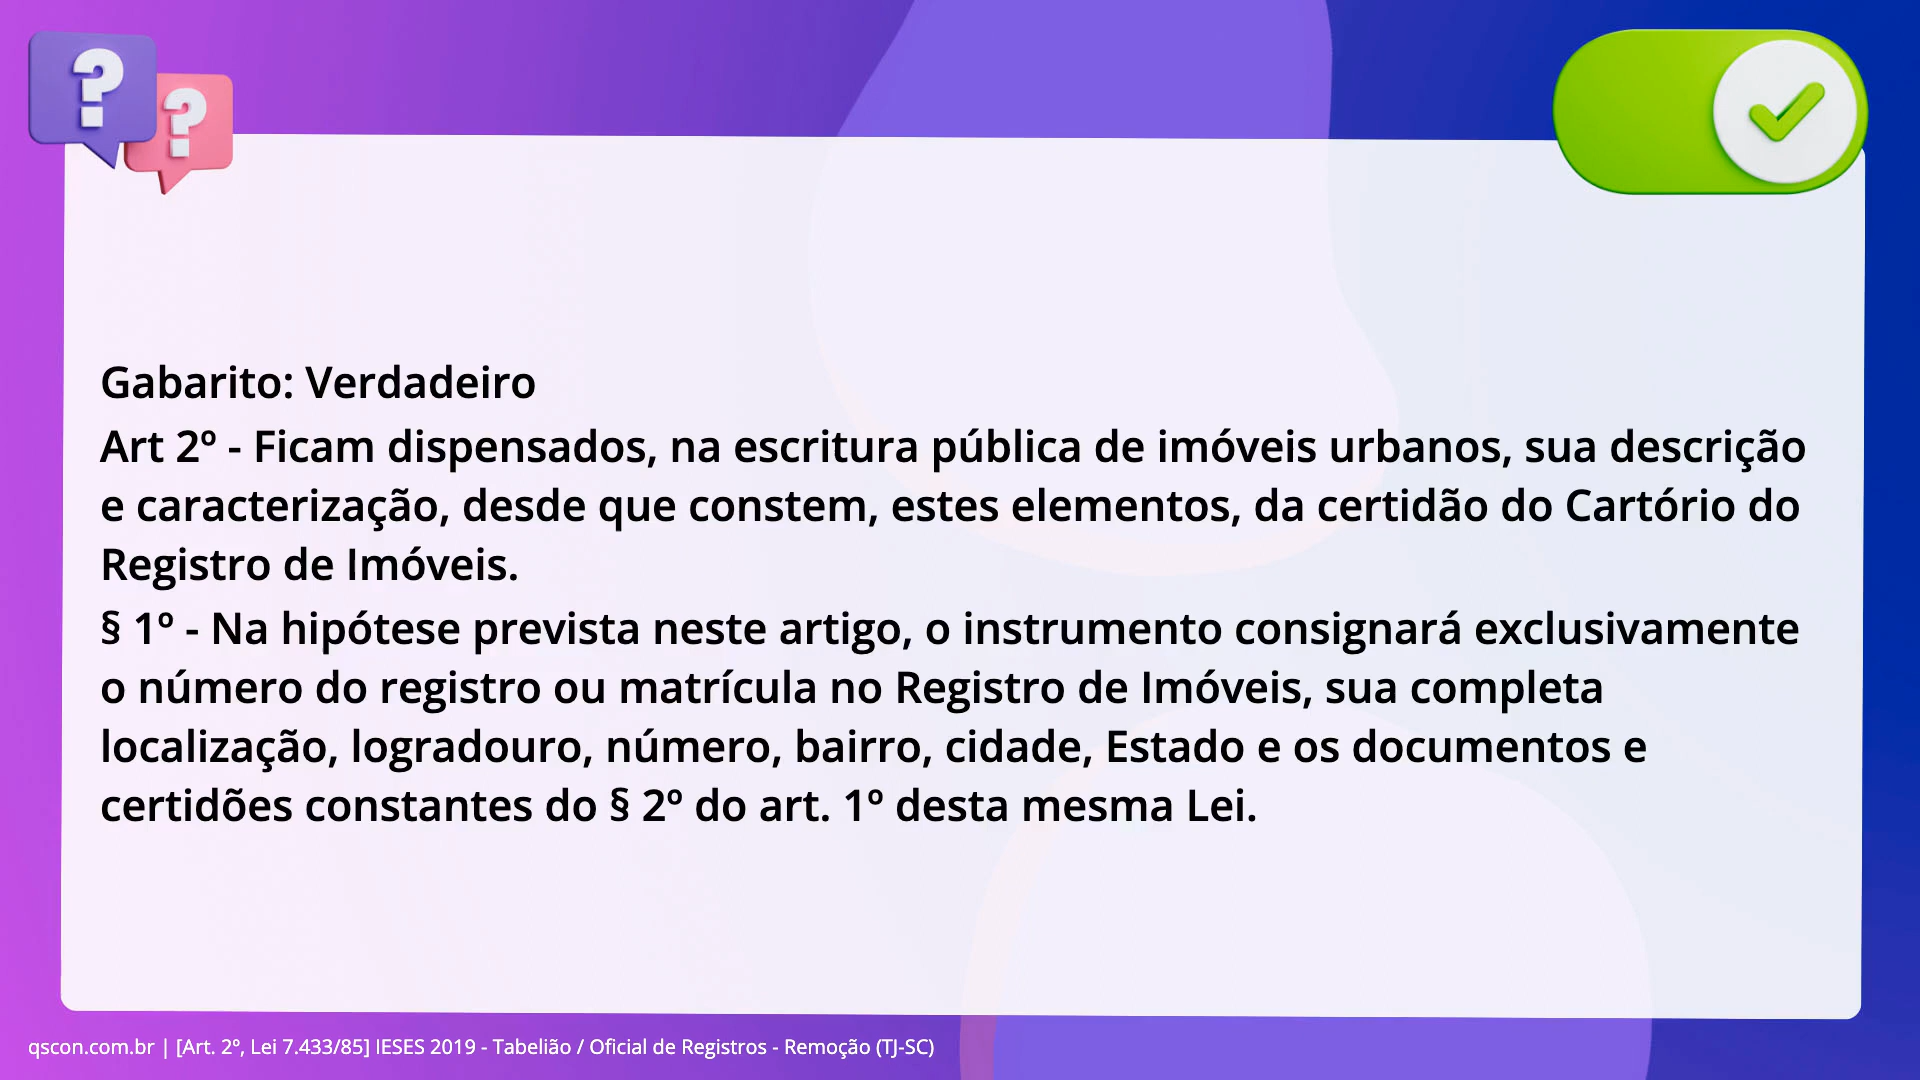 ? ?
Gabarito: Verdadeiro
Art 2º - Ficam dispensados, na escritura pública de imóveis urbanos, sua descrição
e caracterização, desde que constem, estes elementos, da certidão do Cartório do
Registro de Imóveis.
§ 1º - Na hipótese prevista neste artigo, o instrumento consignará exclusivamente
o número do registro ou matrícula no Registro de Imóveis, sua completa
localização, logradouro, número, bairro, cidade, Estado e os documentos e
certidões constantes do § 2º do art. 1º desta mesma Lei.
qscon.com.br | [Art. 2º, Lei 7.433/85] IESES 2019 - Tabelião / Oficial de Registros - Remoção (TJ-SC)